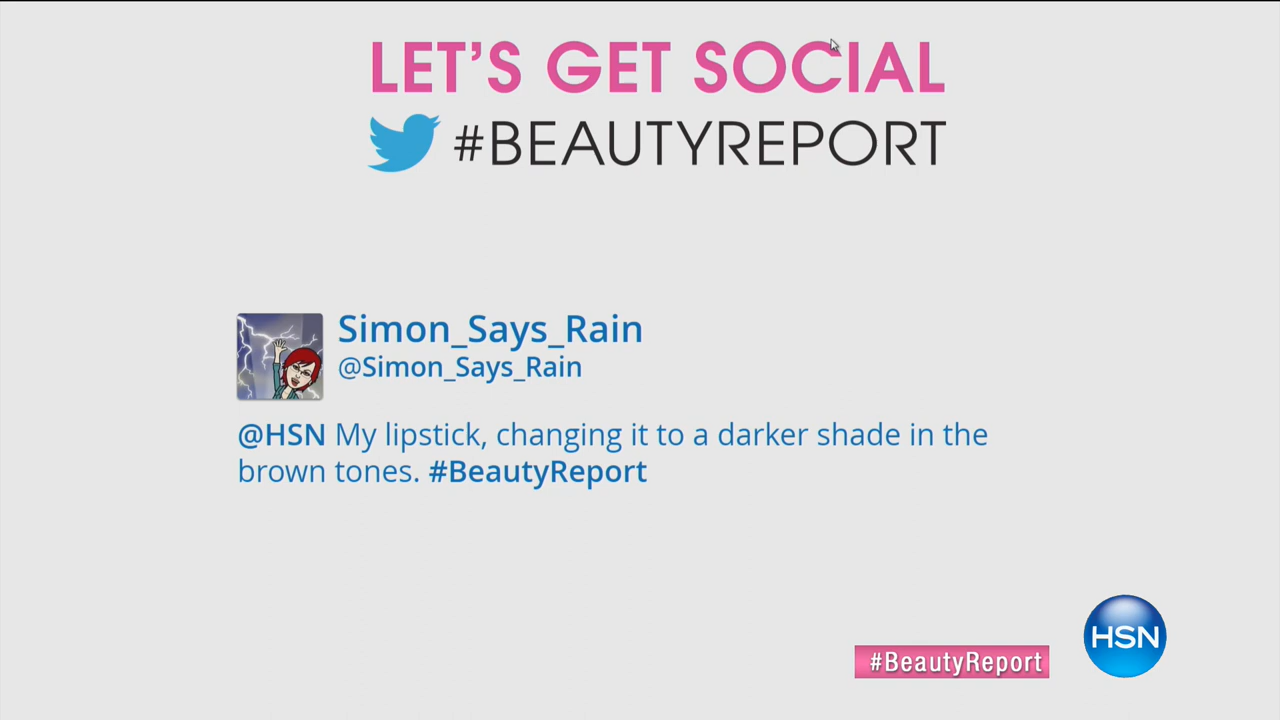 LET'S GET SOCIAL
#BEAUTYREPORT
Simon_Says_Rain
@Simon_Says_Rain
@HSN My lipstick, changing it to a darker shade in the
brown tones. #BeautyReport
#BeautyReport
HSN